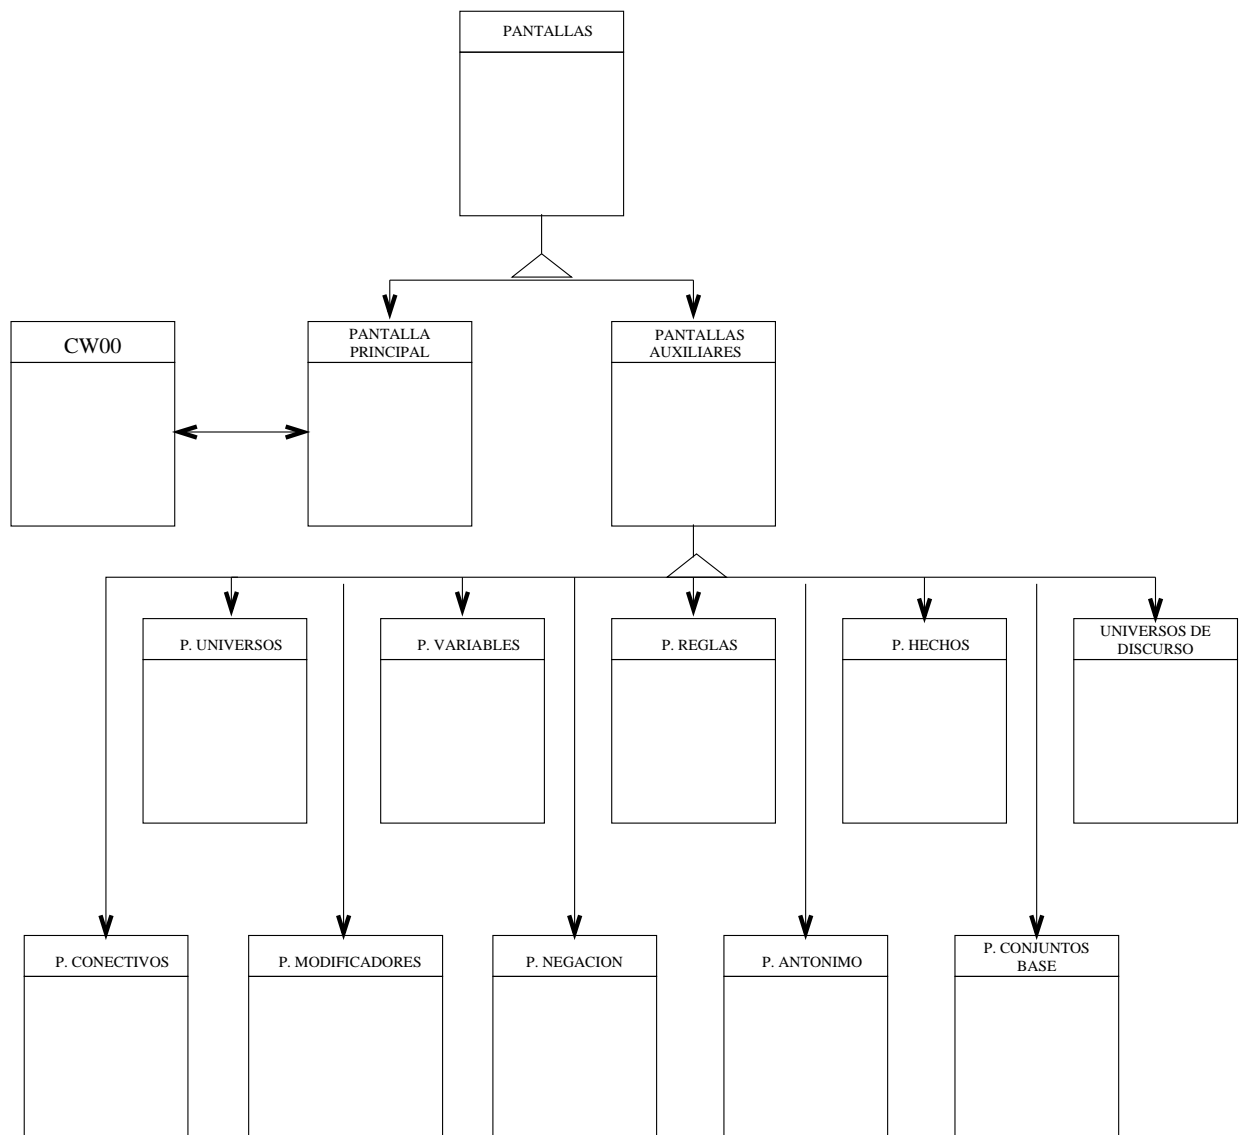 PANTALLAS
CW00
PANTALLA
PRINCIPAL
PANTALLAS
AUXILIARES
P. UNIVERSOS
P. VARIABLES
P. REGLAS
P. HECHOS
UNIVERSOS DE
DISCURSO
P. CONECTIVOS
P. MODIFICADORES
P. NEGACION
P. ANTONIMO
P. CONJUNTOS
BASE